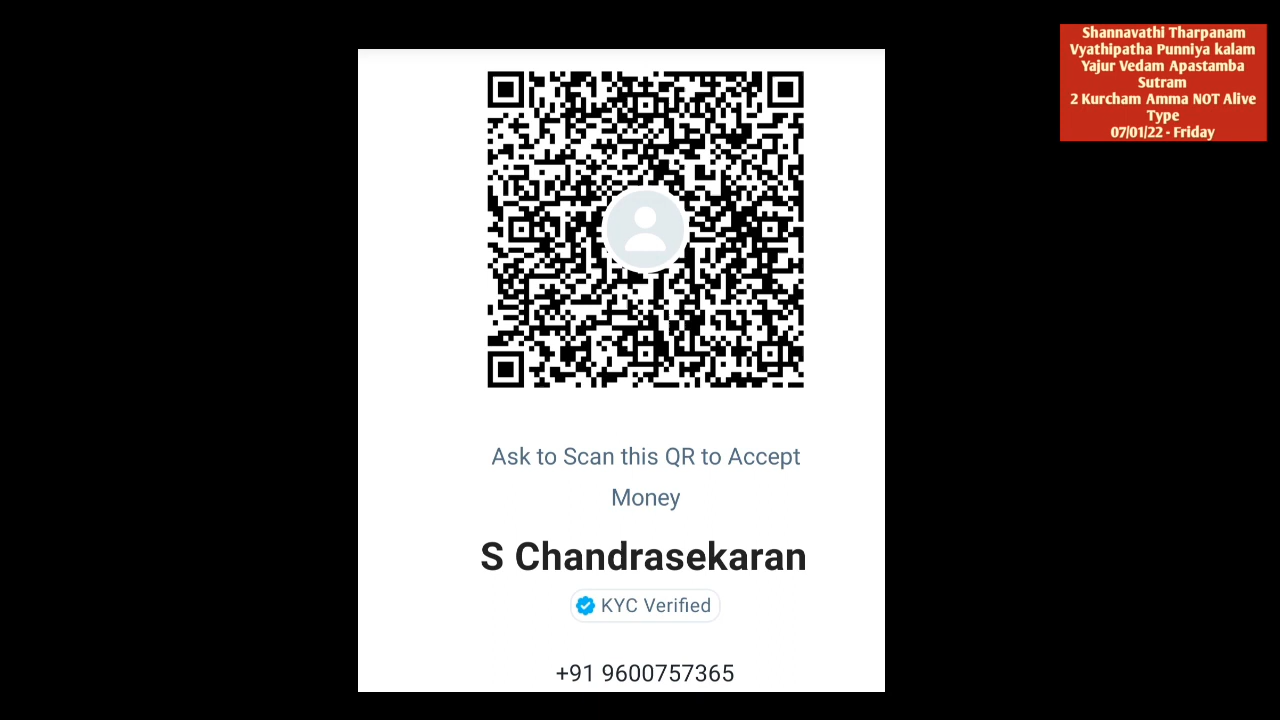 Shannavathi Tharpanam
Vyathipatha Punniya kalam
Yajur Vedam Apastamba
Sutram
2 Kurcham Amma NOT Alive
Type
07/01/22 - Friday
Ask to Scan this QR to Accept
Money
S Chandrasekaran
KYC Verified
+91 9600757365